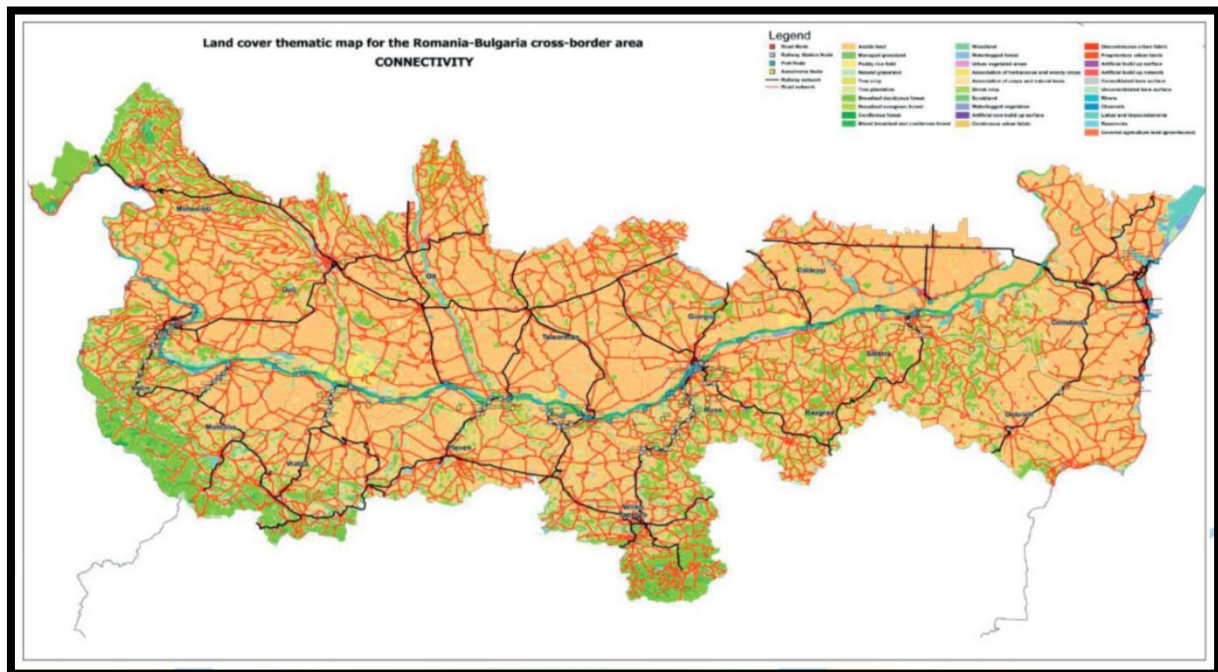 Land cover thematic map for the Romania-Bulgaria cross-border area
CONNECTIVITY
Legend
Road Node
Railway Station Node
Port Node
Aerodrome Node
Railway network
Road network
Arable land
Managed grassland
Paddy rice field
Natural grassland
Tree crop
Tree plantation
Broadleaf deciduous forest
Broadleaf evergreen forest
Coniferous forest
Mixed broadleaf and coniferous forest
Woodland
Waterlogged forest
Urban vegetated areas
Association of herbaceous and woody crops
Association of crops and natural trees
Shrub crop
Scrubland
Waterlogged vegetation
Artificial non build up surface
Continuous urban fabric
Discontinuous urban fabric
Artificial build up surface
Artificial build up network
Consolidated bare surface
Unconsolidated bare surface
Rivers
Channels
Lakes and impoundments
Reservoirs
Mehedinti
Dolj
Olt
Calarasi
Giurgiu
Constanta
Teleorman
Silistra
Vidin
Montana
Ruse
Razgrad
Dobrich
Pleven
Vratsa
Veliko